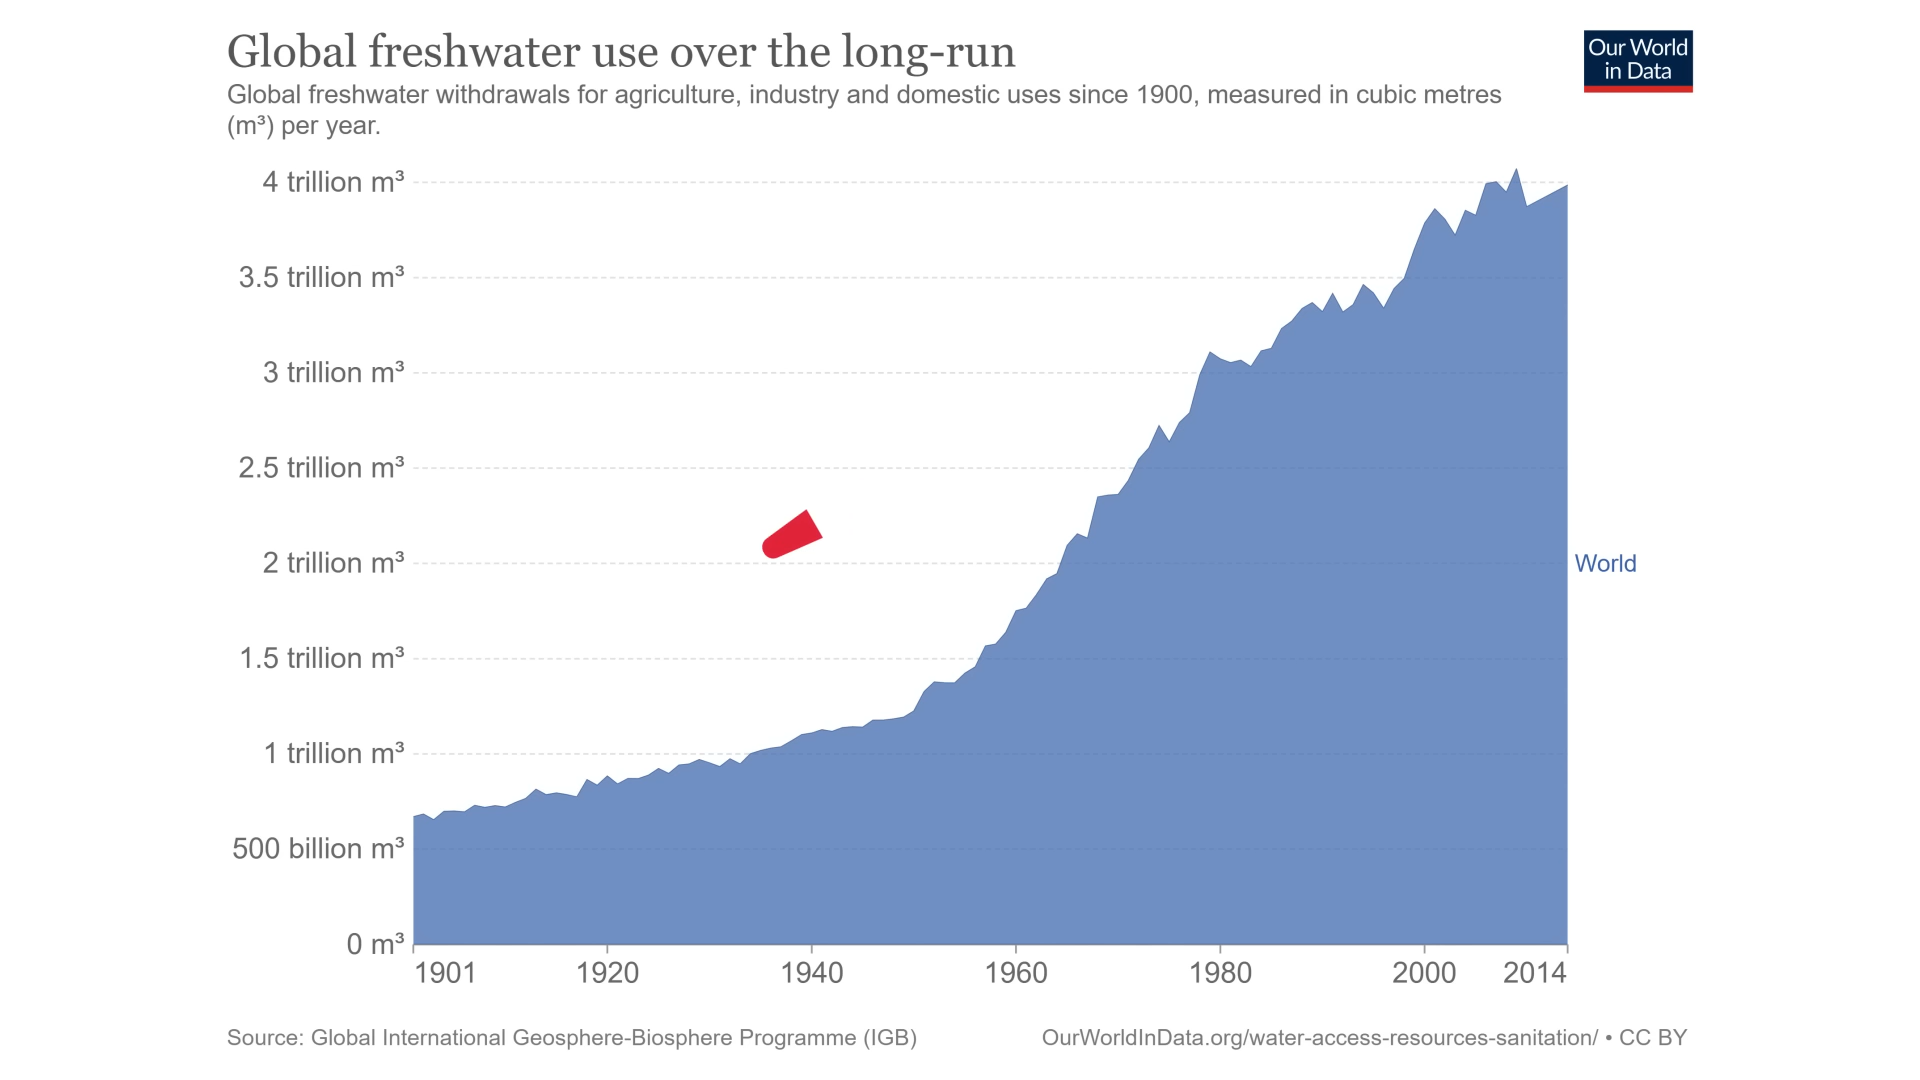 Global freshwater use over the long-run
Our World
in Data
Global freshwater withdrawals for agriculture, industry and domestic uses since 1900, measured in cubic metres
(m³) per year.
4 trillion m³
3.5 trillion m³
3 trillion m³
2.5 trillion m³
2 trillion m³
World
1.5 trillion m³
1 trillion m³
500 billion m³
0 m³
1901 1920 1940 1960 1980 2000 2014
Source: Global International Geosphere-Biosphere Programme (IGB)
OurWorldInData.org/water-access-resources-sanitation/ • CC BY